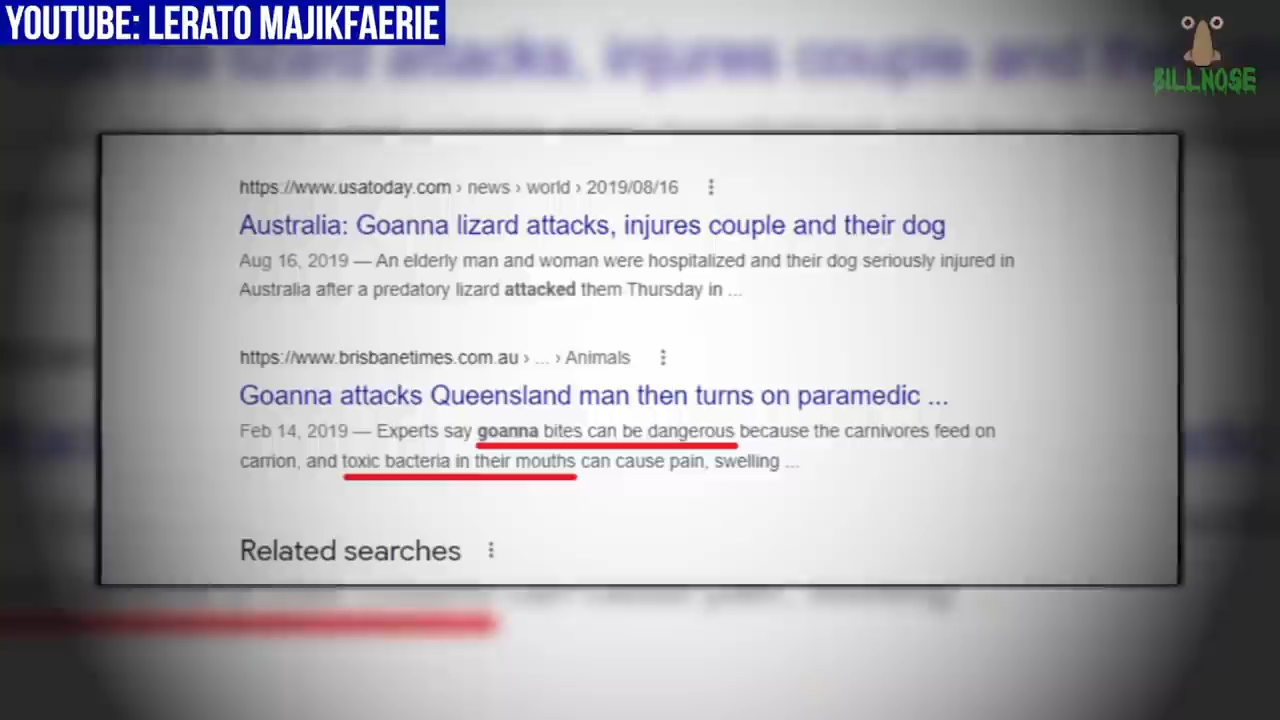 YOUTUBE: LERATO MAJIKFAERIE
BILLNOSE
https://www.usatoday.com › news › world › 2019/08/16
Australia: Goanna lizard attacks, injures couple and their dog
Aug 16, 2019 — An elderly man and woman were hospitalized and their dog seriously injured in
Australia after a predatory lizard attacked them Thursday in ...
https://www.brisbanetimes.com.au › ... › Animals
Goanna attacks Queensland man then turns on paramedic ...
Feb 14, 2019 — Experts say goanna bites can be dangerous because the carnivores feed on
carrion, and toxic bacteria in their mouths can cause pain, swelling ...
Related searches